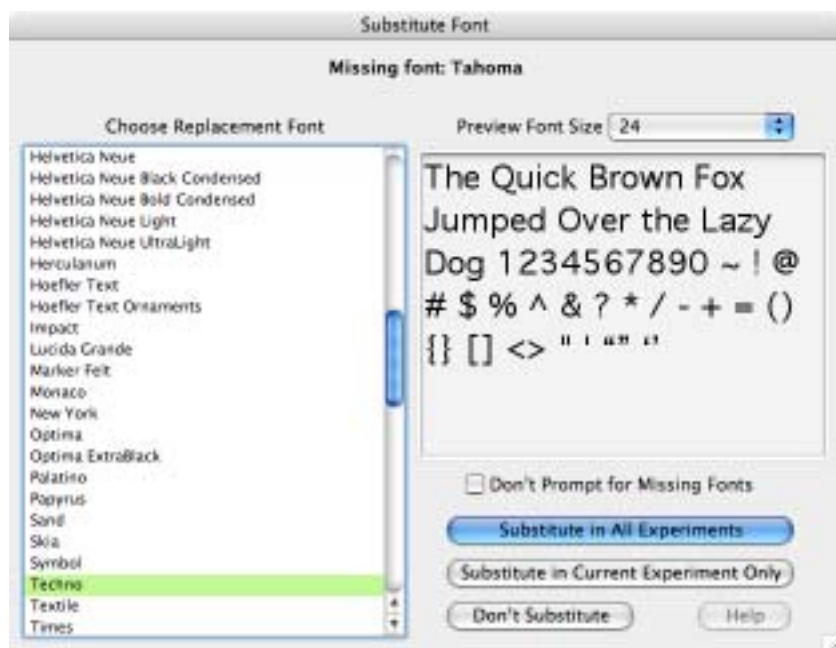 Substitute Font
Missing font: Tahoma
Choose Replacement Font
Helvetica Neue
Helvetica Neue Black Condensed
Helvetica Neue Bold Condensed
Helvetica Neue Light
Helvetica Neue UltraLight
Herculanum
Hoefler Text
Hoefler Text Ornaments
Impact
Lucida Grande
Marker Felt
Monaco
New York
Optima
Optima ExtraBlack
Palatino
Papyrus
Sand
Skia
Symbol
Techno
Textile
Times
Preview Font Size 24
The Quick Brown Fox
Jumped Over the Lazy
Dog 1234567890 ~ ! @
# $ % ^ & ? * / - + = ()
{} [] <> " ' “” ‘’
Don't Prompt for Missing Fonts
Substitute in All Experiments
Substitute in Current Experiment Only
Don't Substitute Help